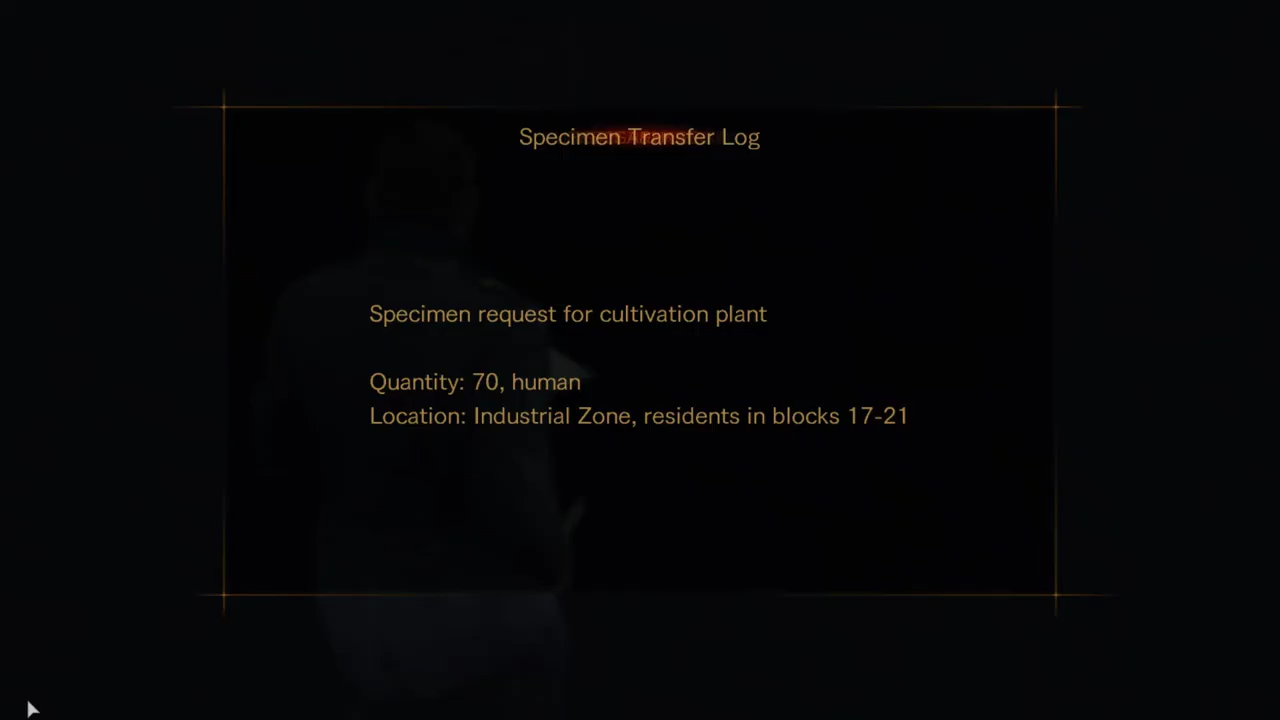 Specimen Transfer Log
Specimen request for cultivation plant
Quantity: 70, human
Location: Industrial Zone, residents in blocks 17-21